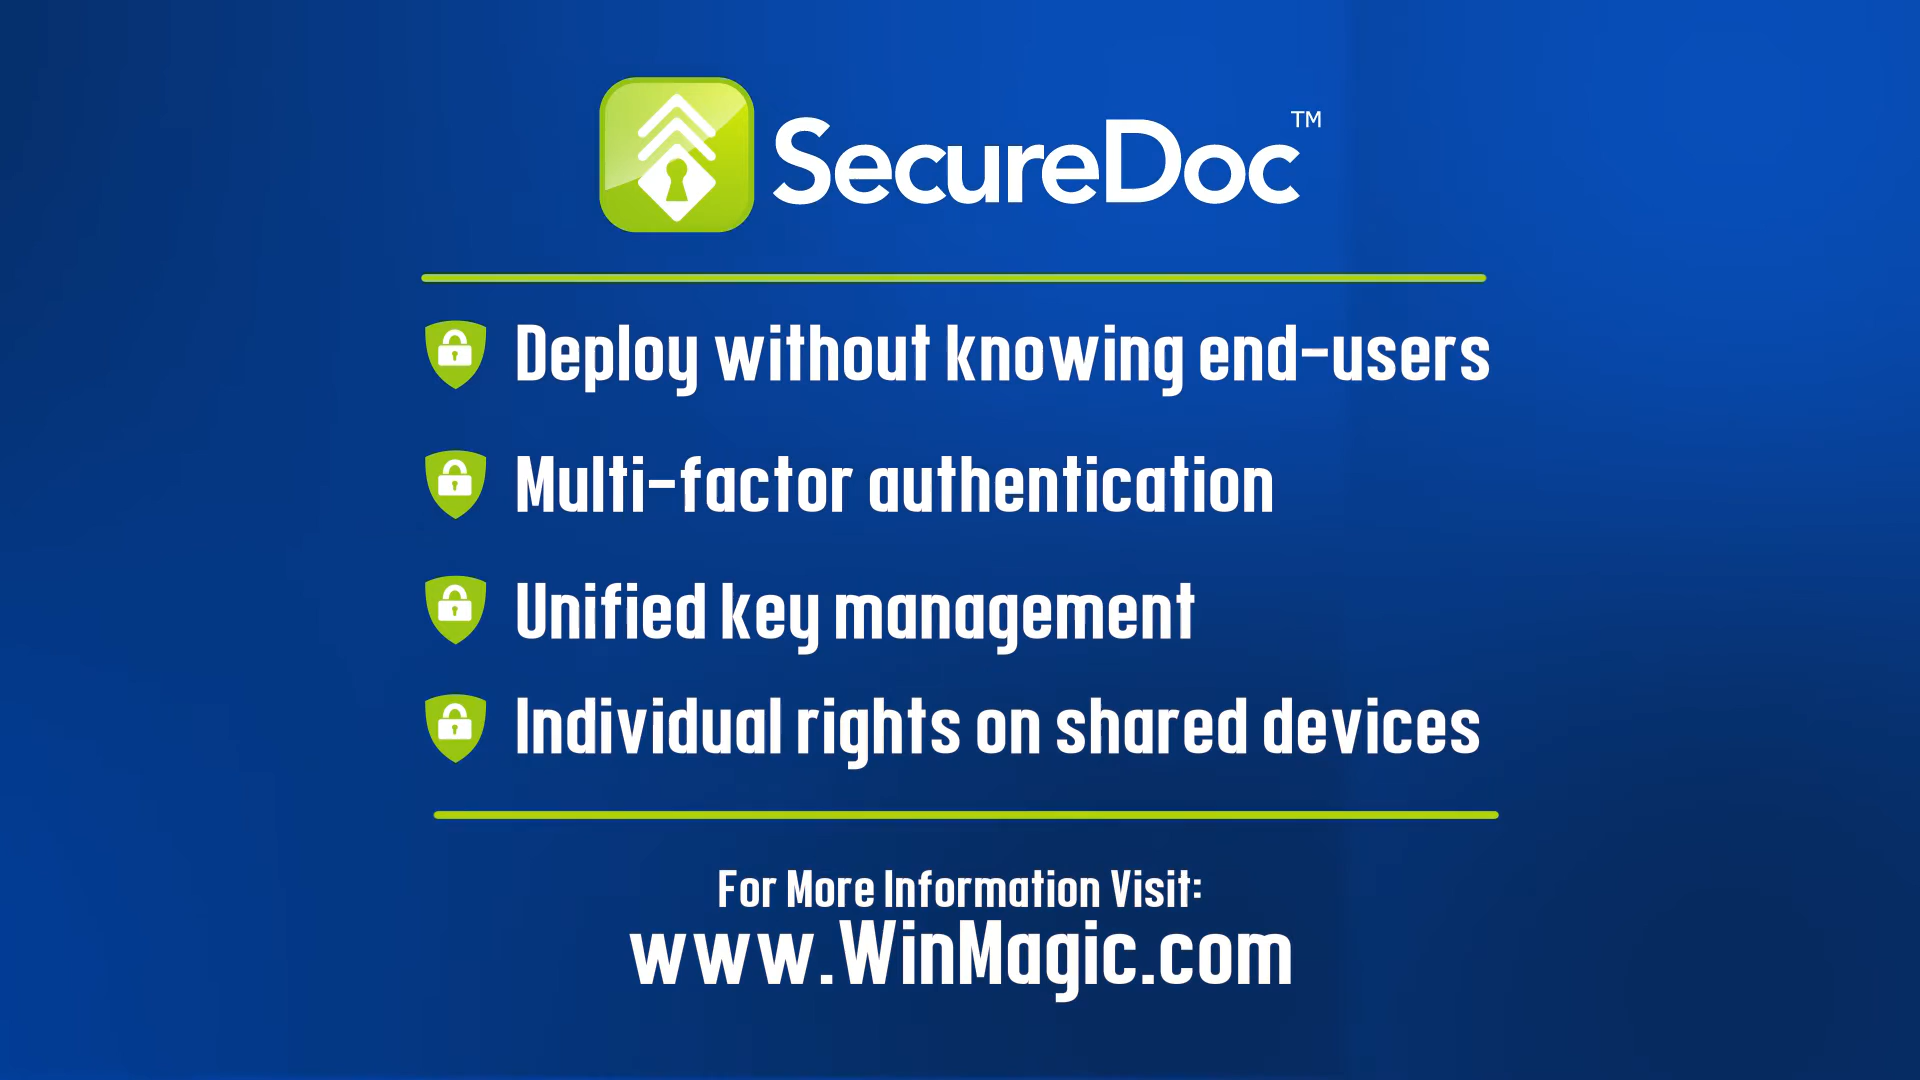 SecureDoc™
Deploy without knowing end-users
Multi-factor authentication
Unified key management
Individual rights on shared devices
For More Information Visit:
www.WinMagic.com